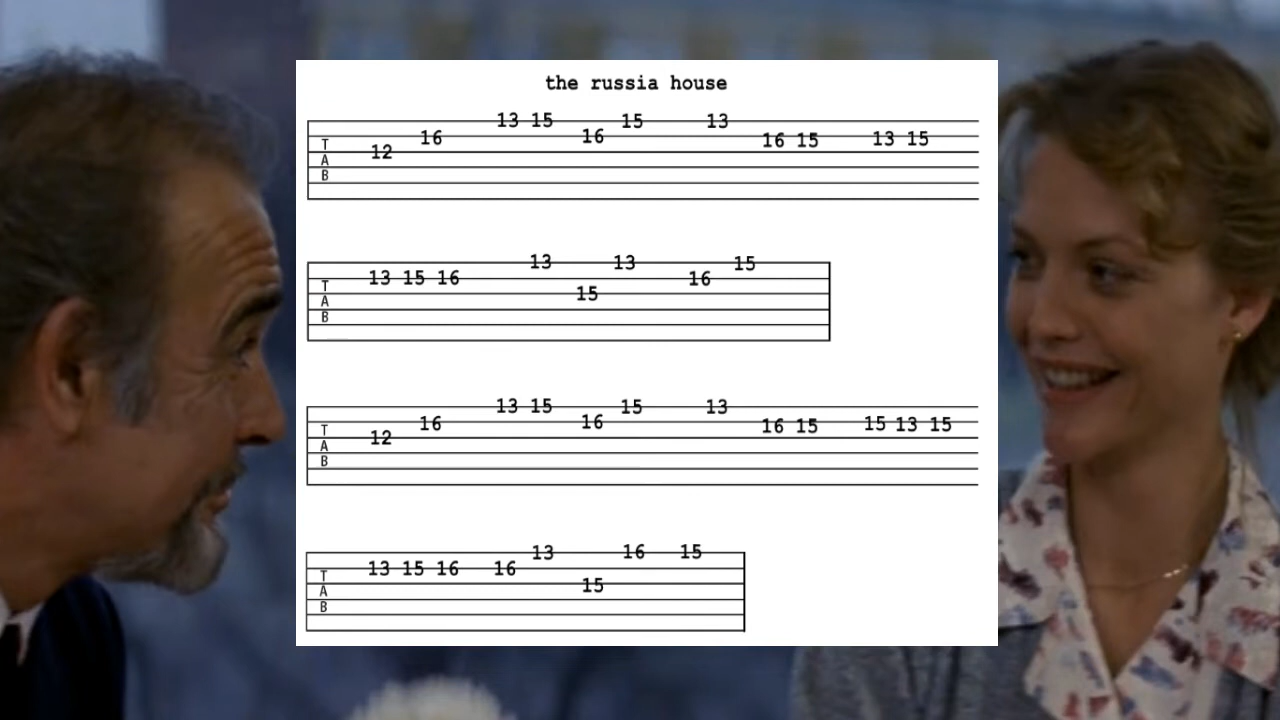 the russia house
13 15 15 13
16 16 16 15 13 15
T 12
A
B
13 13 15
13 15 16 16
T 15
A
B
13 15 15 13
16 16 16 15 15 13 15
T 12
A
B
13 16 15
13 15 16 16
T 15
A
B